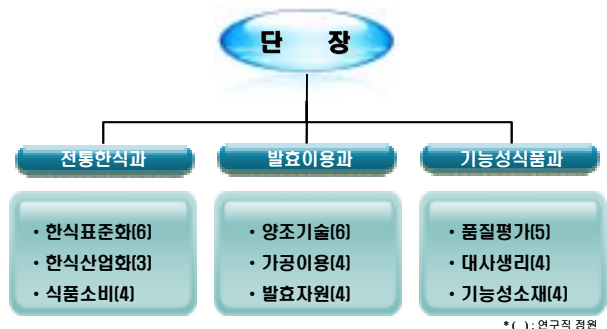 단 장
전통한식과
발효이용과
기능성식품과
· 한식표준화(6)
· 한식산업화(3)
· 식품소비(4)
· 양조기술(6)
· 가공이용(4)
· 발효자원(4)
· 품질평가(5)
· 대사생리(4)
· 기능성소재(4)
* ( ) : 연구직 정원